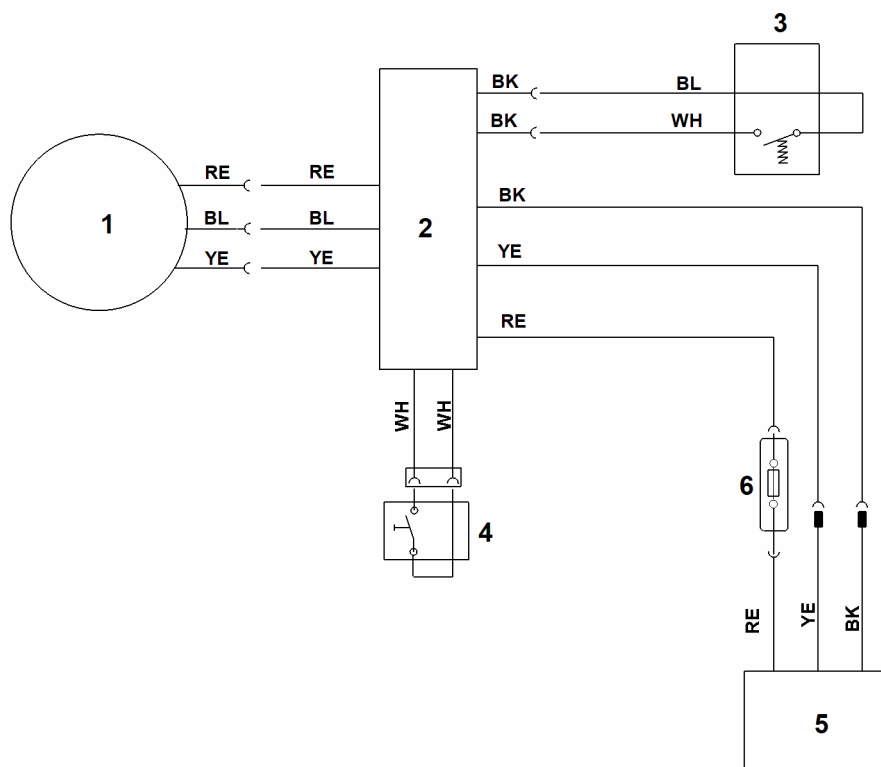 3
BK BL
BK WH
RE RE
BK
1 BL BL 2
YE YE YE
RE
WH WH
6
4
RE YE BK
5